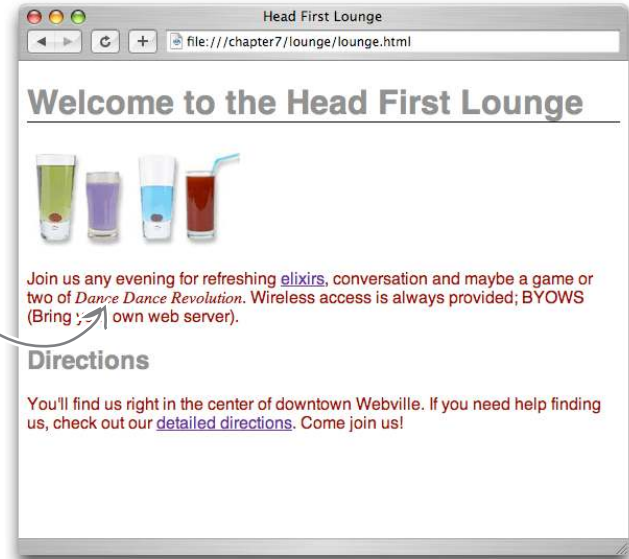 Head First Lounge
file:///chapter7/lounge/lounge.html
Welcome to the Head First Lounge
Join us any evening for refreshing elixirs, conversation and maybe a game or
two of Dance Dance Revolution. Wireless access is always provided; BYOWS
(Bring your own web server).
Directions
You'll find us right in the center of downtown Webville. If you need help finding
us, check out our detailed directions. Come join us!